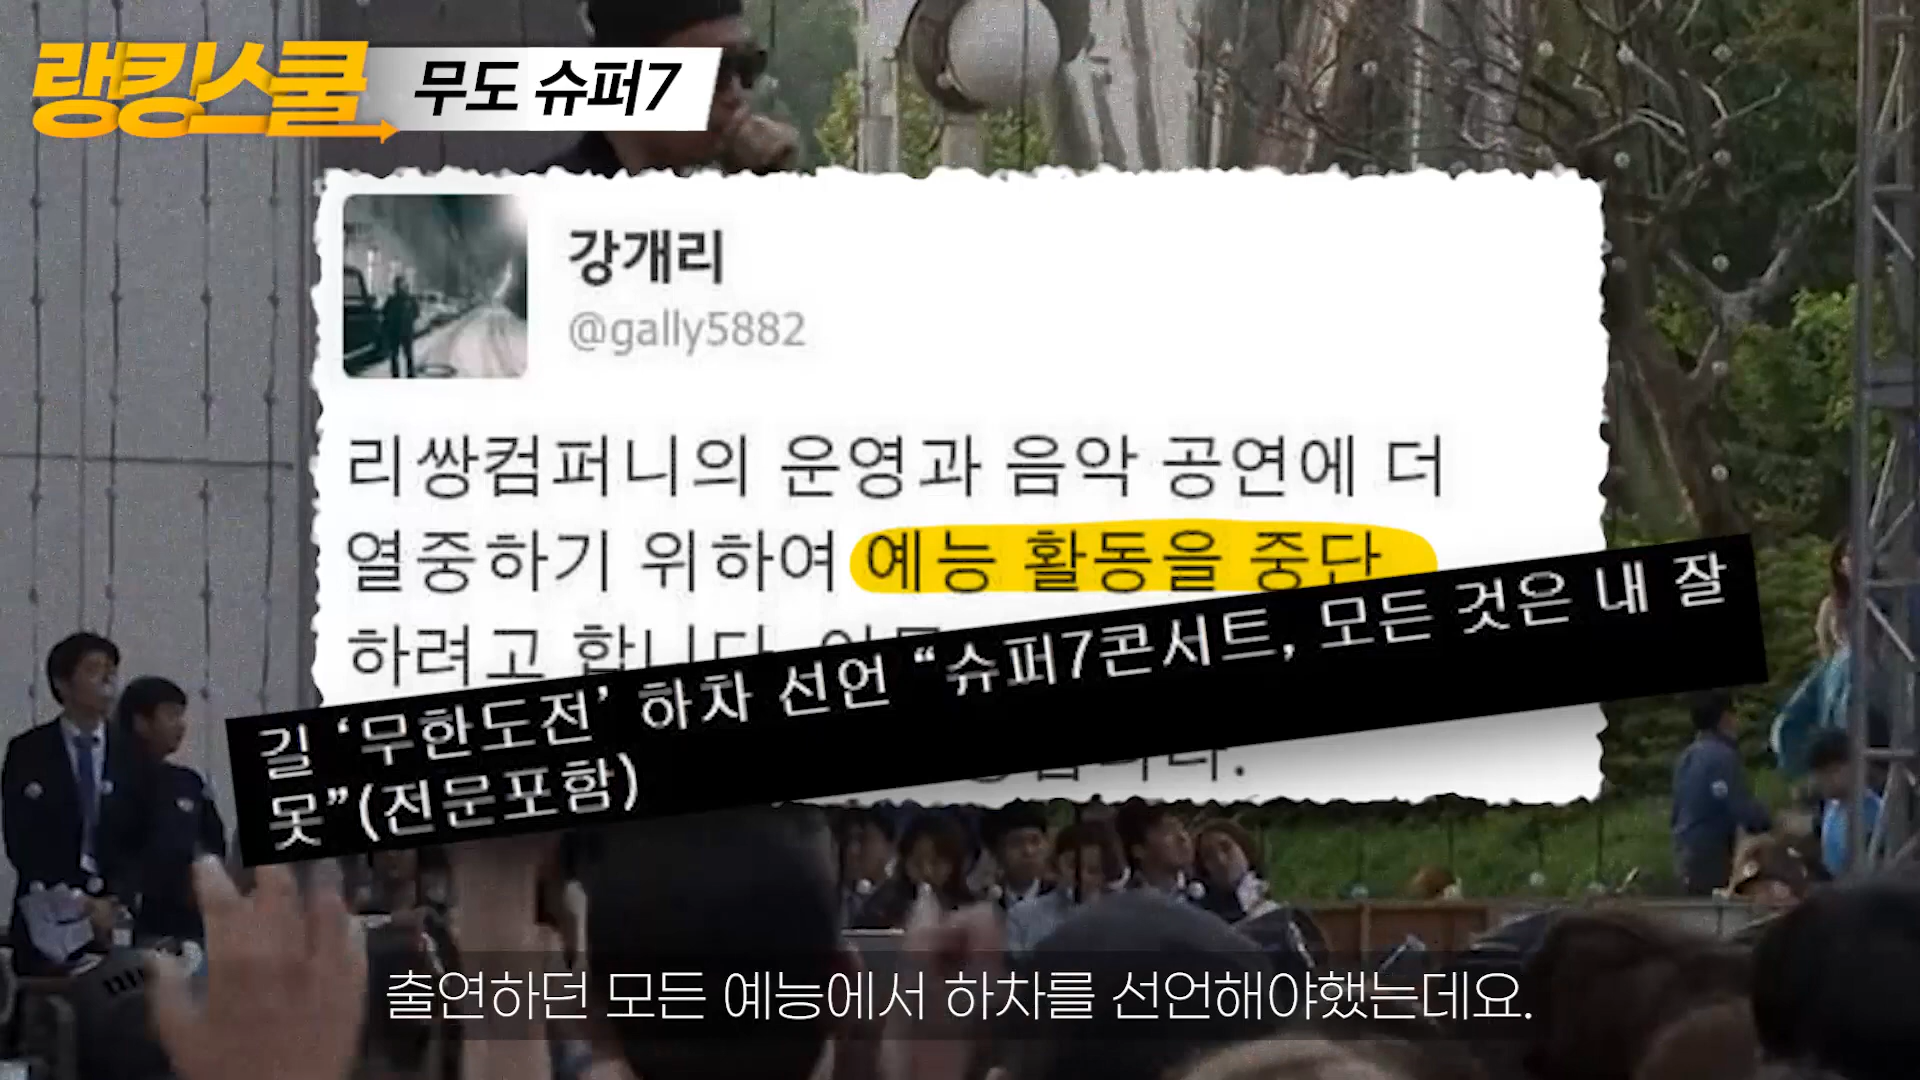 랭킹스쿨
무도 슈퍼7
강개리
@gally5882
리쌍컴퍼니의 운영과 음악 공연에 더
열중하기 위하여 예능 활동을 중단
하려고 합니다.
길 ‘무한도전’ 하차 선언 “슈퍼7콘서트, 모든 것은 내 잘
못”(전문포함)
출연하던 모든 예능에서 하차를 선언해야했는데요.